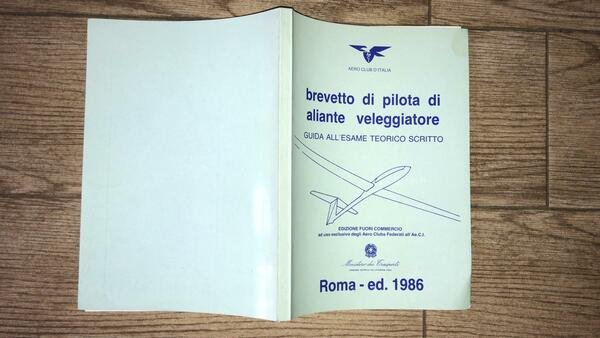 AERO CLUB D'ITALIA
brevetto di pilota di
aliante veleggiatore
GUIDA ALL'ESAME TEORICO SCRITTO
EDIZIONE FUORI COMMERCIO
ad uso esclusivo degli Aero Clubs Federati all'Ae.C.I.
Ministero dei Trasporti
Roma - ed. 1986